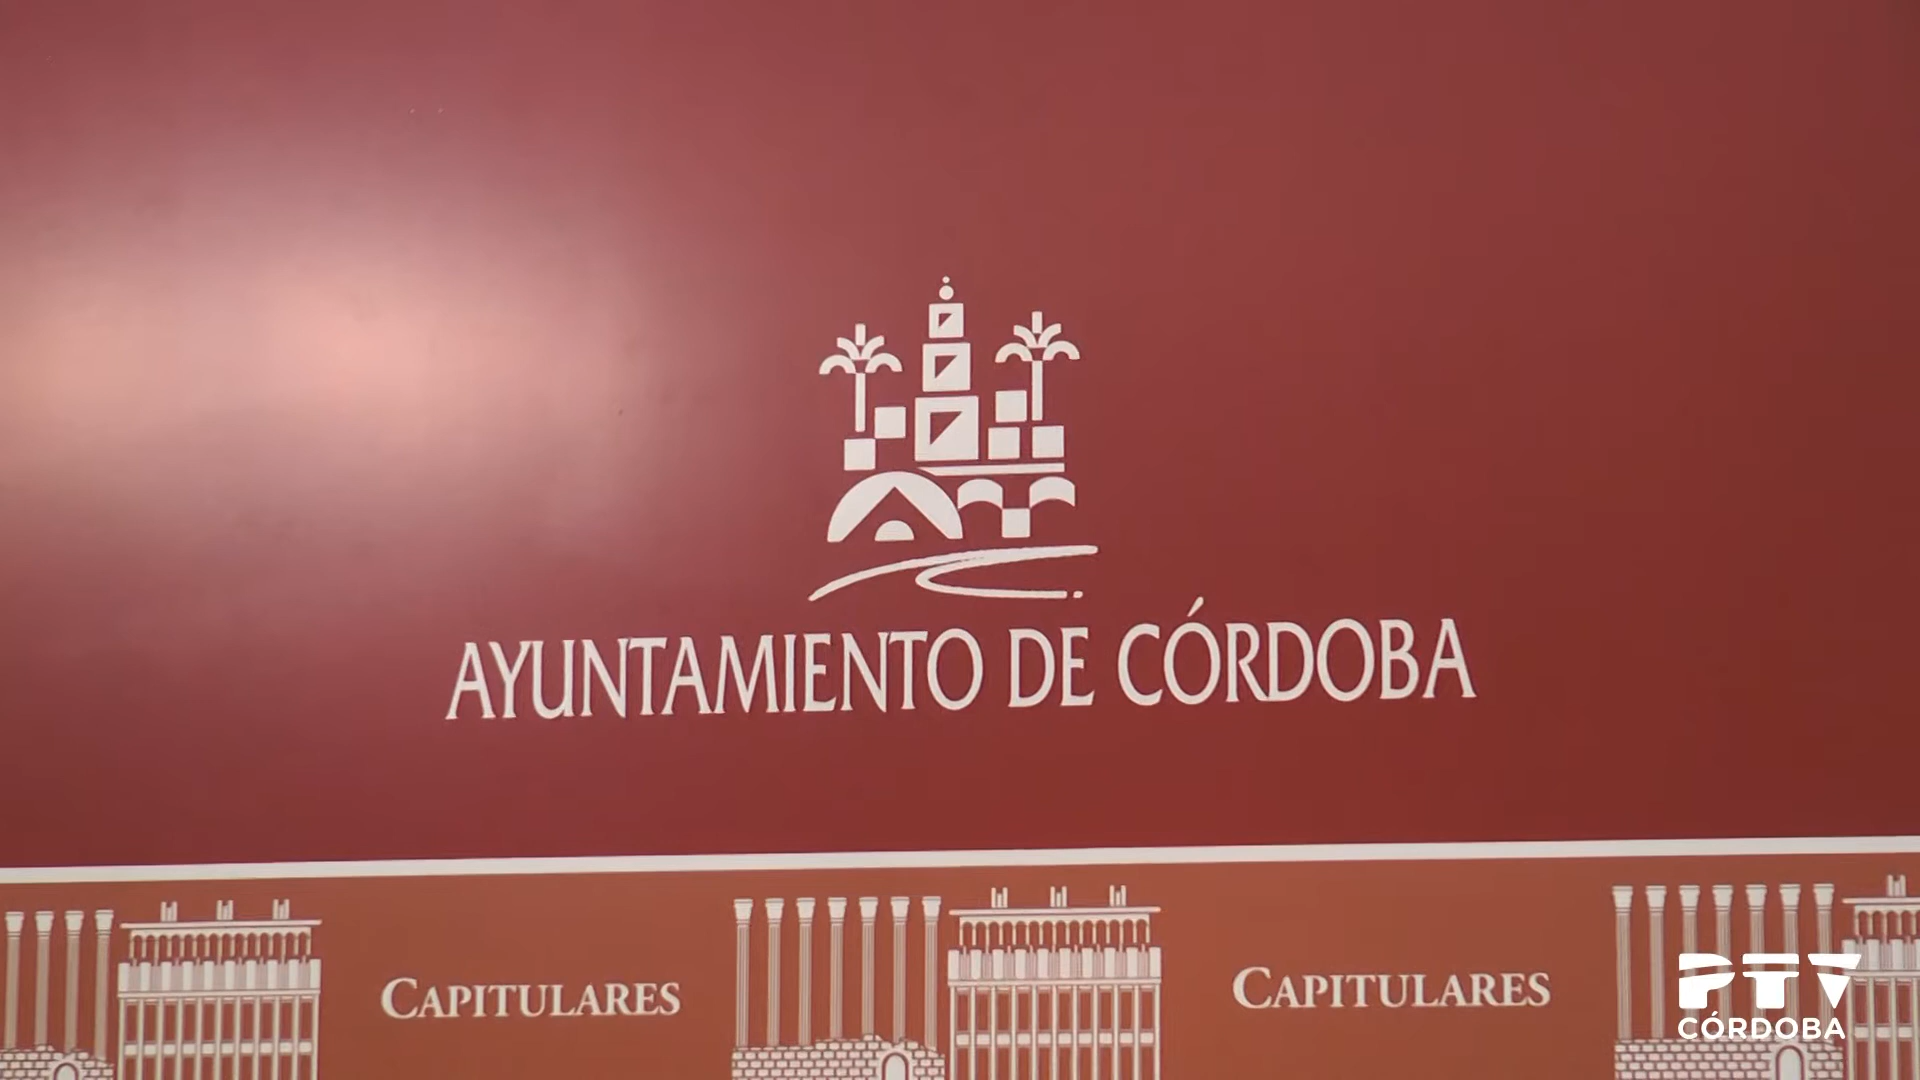 AYUNTAMIENTO DE CÓRDOBA
CAPITULARES
CAPITULARES
PTV
CÓRDOBA